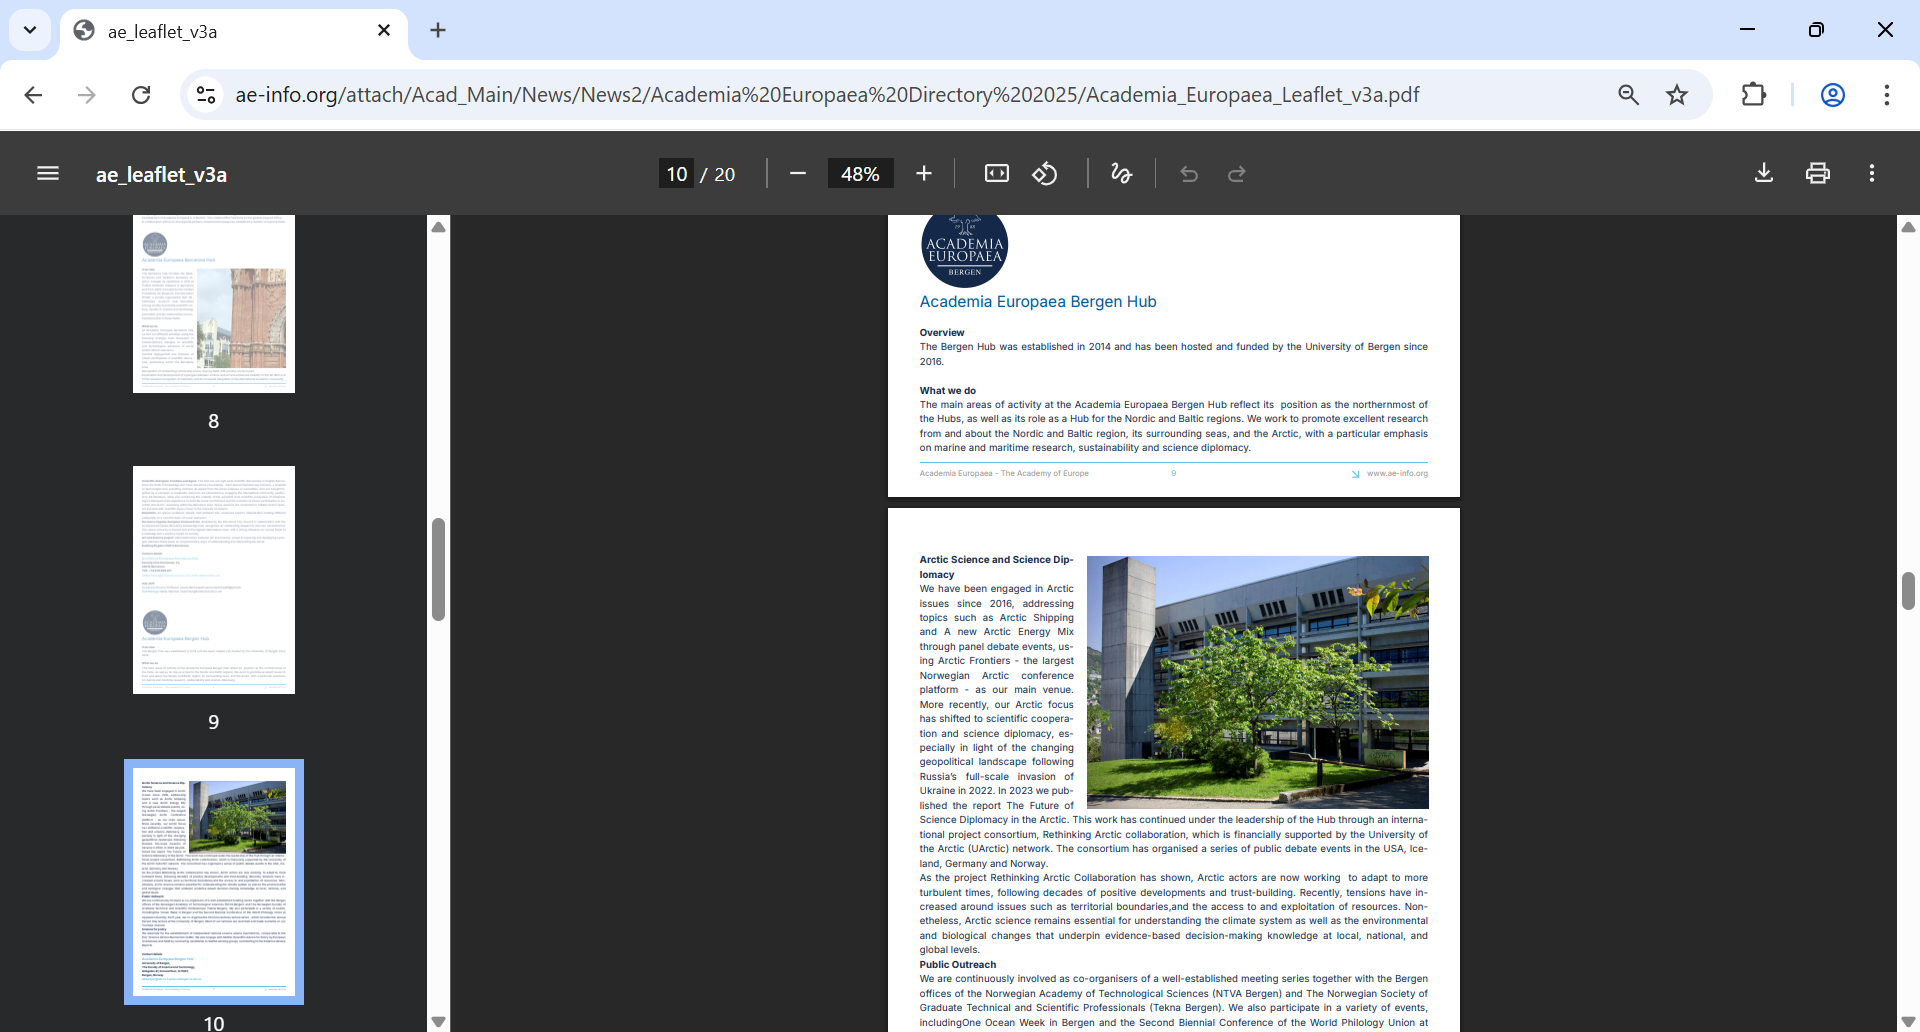 ae_leaflet_v3a
ae-info.org/attach/Acad_Main/News/News2/Academia%20Europaea%20Directory%202025/Academia_Europaea_Leaflet_v3a.pdf
ae_leaflet_v3a
10 / 20
48%
8
9
10
ACADEMIA
EUROPAEA
BERGEN
Academia Europaea Bergen Hub
Overview
The Bergen Hub was established in 2014 and has been hosted and funded by the University of Bergen since
2016.
What we do
The main areas of activity at the Academia Europaea Bergen Hub reflect its position as the northernmost of
the Hubs, as well as its role as a Hub for the Nordic and Baltic regions. We work to promote excellent research
from and about the Nordic and Baltic region, its surrounding seas, and the Arctic, with a particular emphasis
on marine and maritime research, sustainability and science diplomacy.
Academia Europaea - The Academy of Europe
9
www.ae-info.org
Arctic Science and Science Dip-
lomacy
We have been engaged in Arctic
issues since 2016, addressing
topics such as Arctic Shipping
and A new Arctic Energy Mix
through panel debate events, us-
ing Arctic Frontiers - the largest
Norwegian Arctic conference
platform - as our main venue.
More recently, our Arctic focus
has shifted to scientific coopera-
tion and science diplomacy, es-
pecially in light of the changing
geopolitical landscape following
Russia's full-scale invasion of
Ukraine in 2022. In 2023 we pub-
lished the report The Future of
Science Diplomacy in the Arctic. This work has continued under the leadership of the Hub through an interna-
tional project consortium, Rethinking Arctic collaboration, which is financially supported by the University of
the Arctic (UArctic) network. The consortium has organised a series of public debate events in the USA, Ice-
land, Germany and Norway.
As the project Rethinking Arctic Collaboration has shown, Arctic actors are now working to adapt to more
turbulent times, following decades of positive developments and trust-building. Recently, tensions have in-
creased around issues such as territorial boundaries,and the access to and exploitation of resources. Non-
etheless, Arctic science remains essential for understanding the climate system as well as the environmental
and biological changes that underpin evidence-based decision-making knowledge at local, national, and
global levels.
Public Outreach
We are continuously involved as co-organisers of a well-established meeting series together with the Bergen
offices of the Norwegian Academy of Technological Sciences (NTVA Bergen) and The Norwegian Society of
Graduate Technical and Scientific Professionals (Tekna Bergen). We also participate in a variety of events,
includingOne Ocean Week in Bergen and the Second Biennial Conference of the World Philology Union at